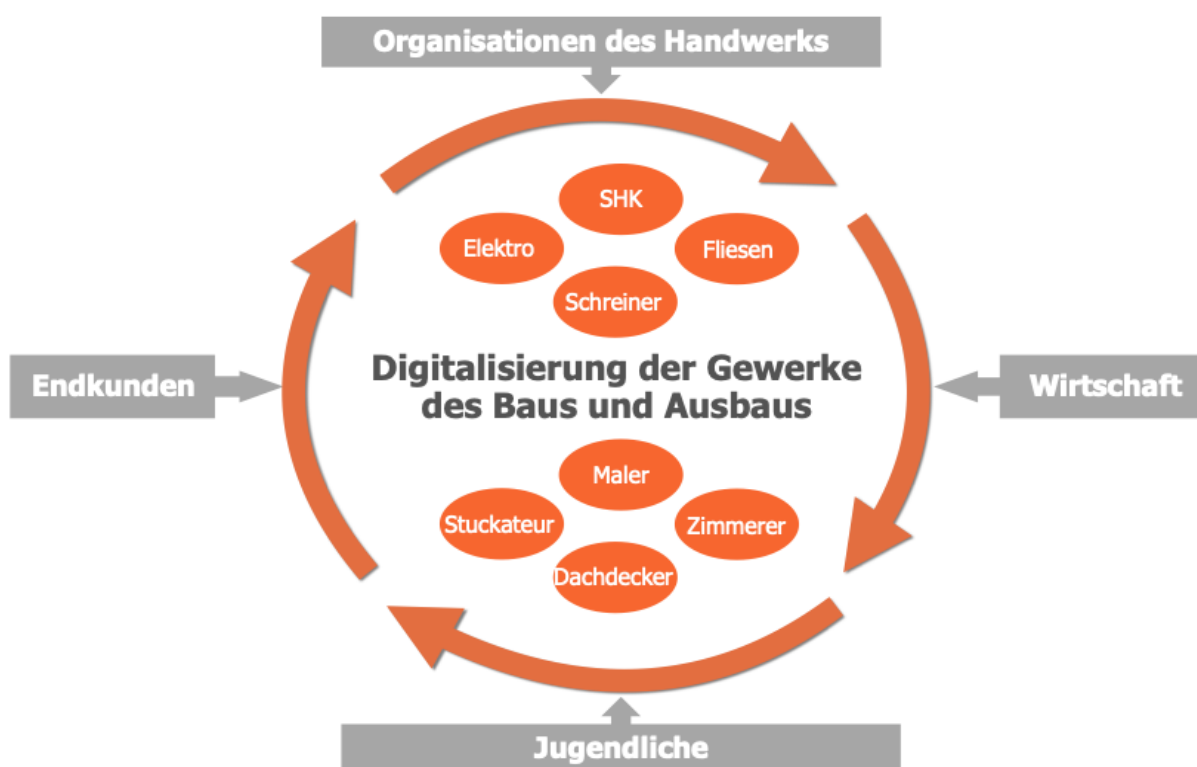 Organisationen des Handwerks
SHK
Elektro
Fliesen
Schreiner
Endkunden
Digitalisierung der Gewerke
des Baus und Ausbaus
Wirtschaft
Maler
Stuckateur
Zimmerer
Dachdecker
Jugendliche